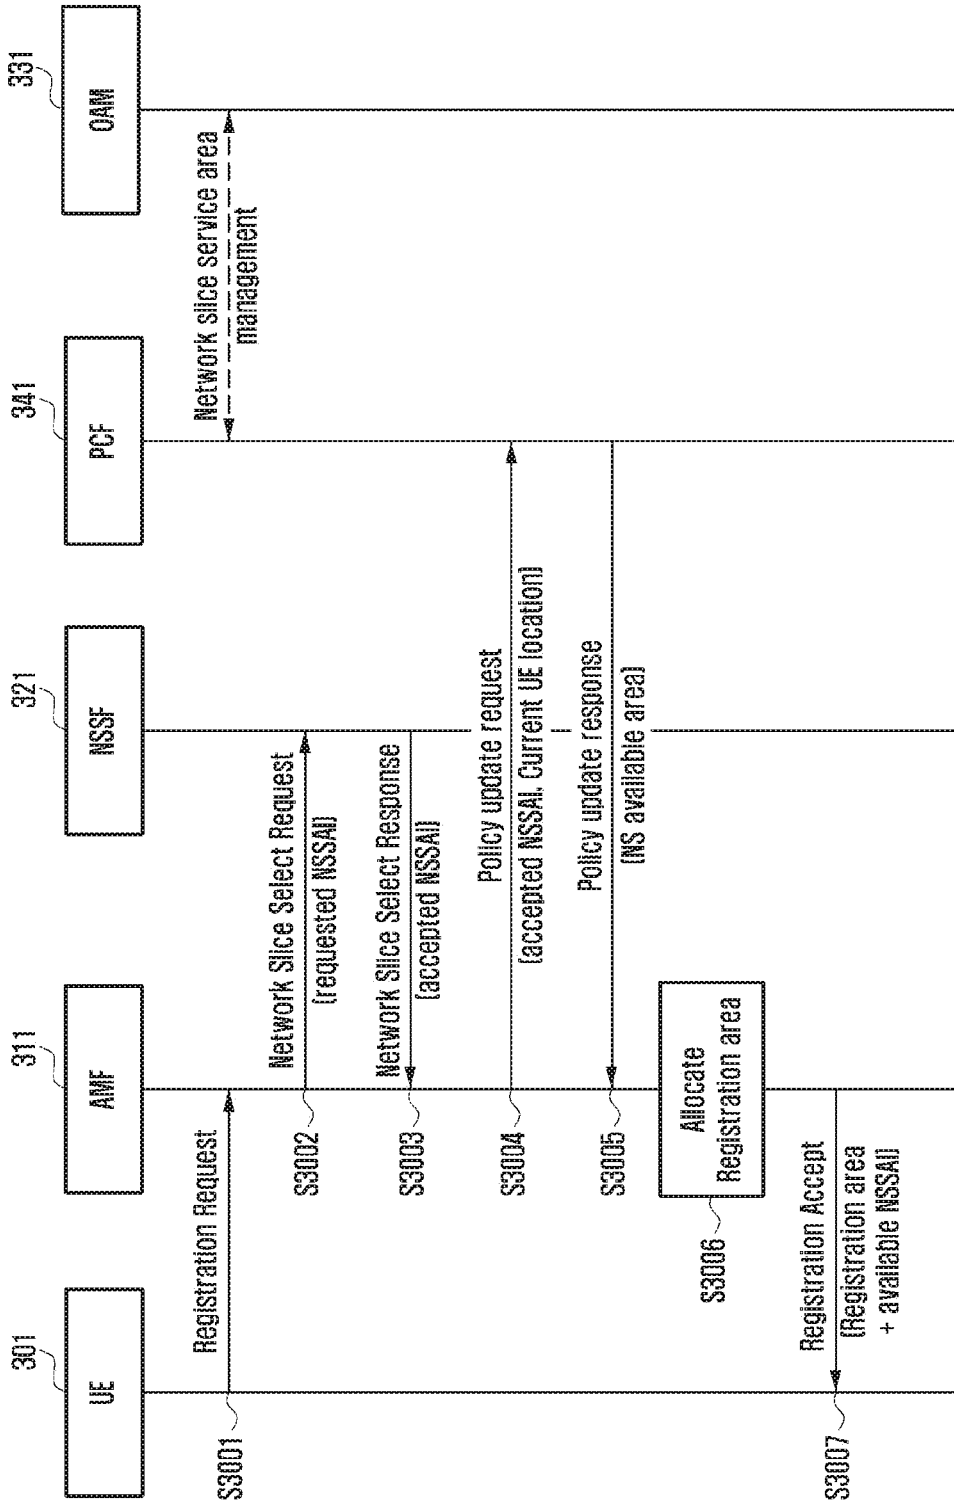 301
UE
311
AMF
321
NSSF
341
PCF
331
OAM
S3001
Registration Request
Network slice service area
management
S3002
Network Slice Select Request
(requested NSSAI)
S3003
Network Slice Select Response
(accepted NSSAI)
S3004
Policy update request
(accepted NSSAI, Current UE location)
S3005
Policy update response
(NS available area)
S3006
Allocate
Registration area
S3007
Registration Accept
(Registration area
+ available NSSAI)